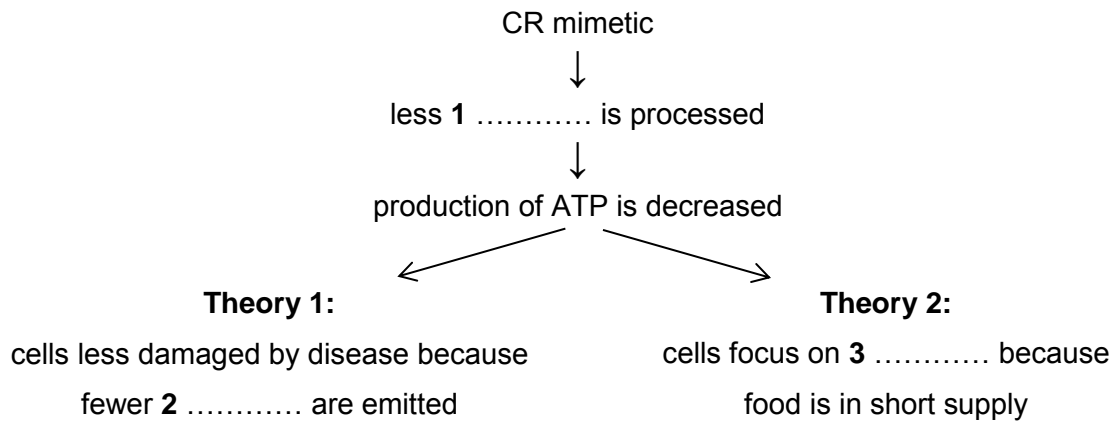 CR mimetic
less 1 ………… is processed
production of ATP is decreased
Theory 1:
cells less damaged by disease because
fewer 2 ………… are emitted
Theory 2:
cells focus on 3 ………… because
food is in short supply